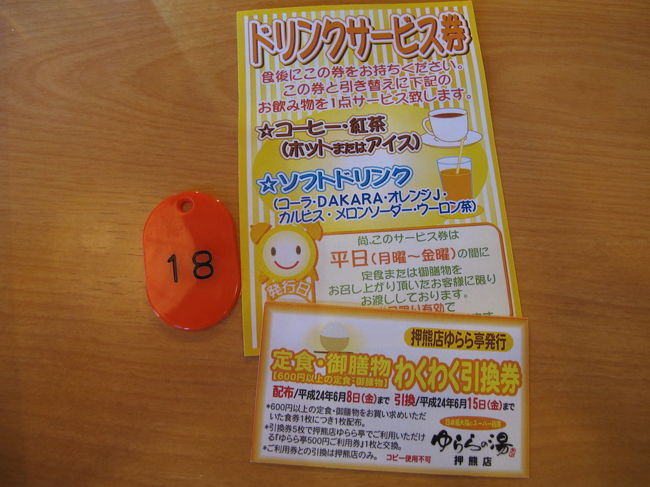 ドリンクサービス券
食後にこの券をお持ちください。
この券と引き替えに下記の
お飲み物を1点サービス致します。
☆コーヒー・紅茶
(ホットまたはアイス)
☆ソフトドリンク
(コーラ・DAKARA・オレンジJ・
カルピス・メロンソーダー・ウーロン茶)
尚、このサービス券は
平日(月曜~金曜)の間に
定食または御膳物を
お召し上がり頂いたお客様に限り
お渡ししております。
発行日
18
押熊店ゆらら亭発行
定食・御膳物
【600円以上の定食・御膳物】
わくわく引換券
配布/平成24年6月8日(金)まで 引換/平成24年6月15日(金)まで
*600円以上の定食・御膳物をお買い求めいただ
いた食券1枚につき1枚配布。
*引換券5枚で押熊店ゆらら亭でご利用いただけ
る『ゆらら亭500円ご利用券』1枚と交換。
*ご利用券との引換は押熊店のみ。 コピー使用不可
ゆららの湯
押熊店